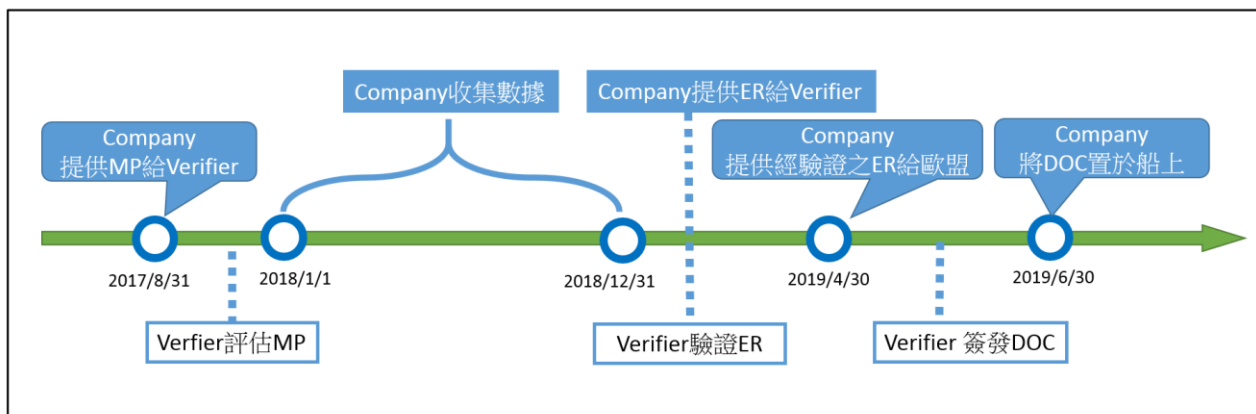 Company收集數據
Company提供ER給Verifier
Company
提供MP給Verifier
Company
提供經驗證之ER給歐盟
Company
將DOC置於船上
2017/8/31
2018/1/1
2018/12/31
2019/4/30
2019/6/30
Verfier評估MP
Verifier驗證ER
Verifier 簽發DOC